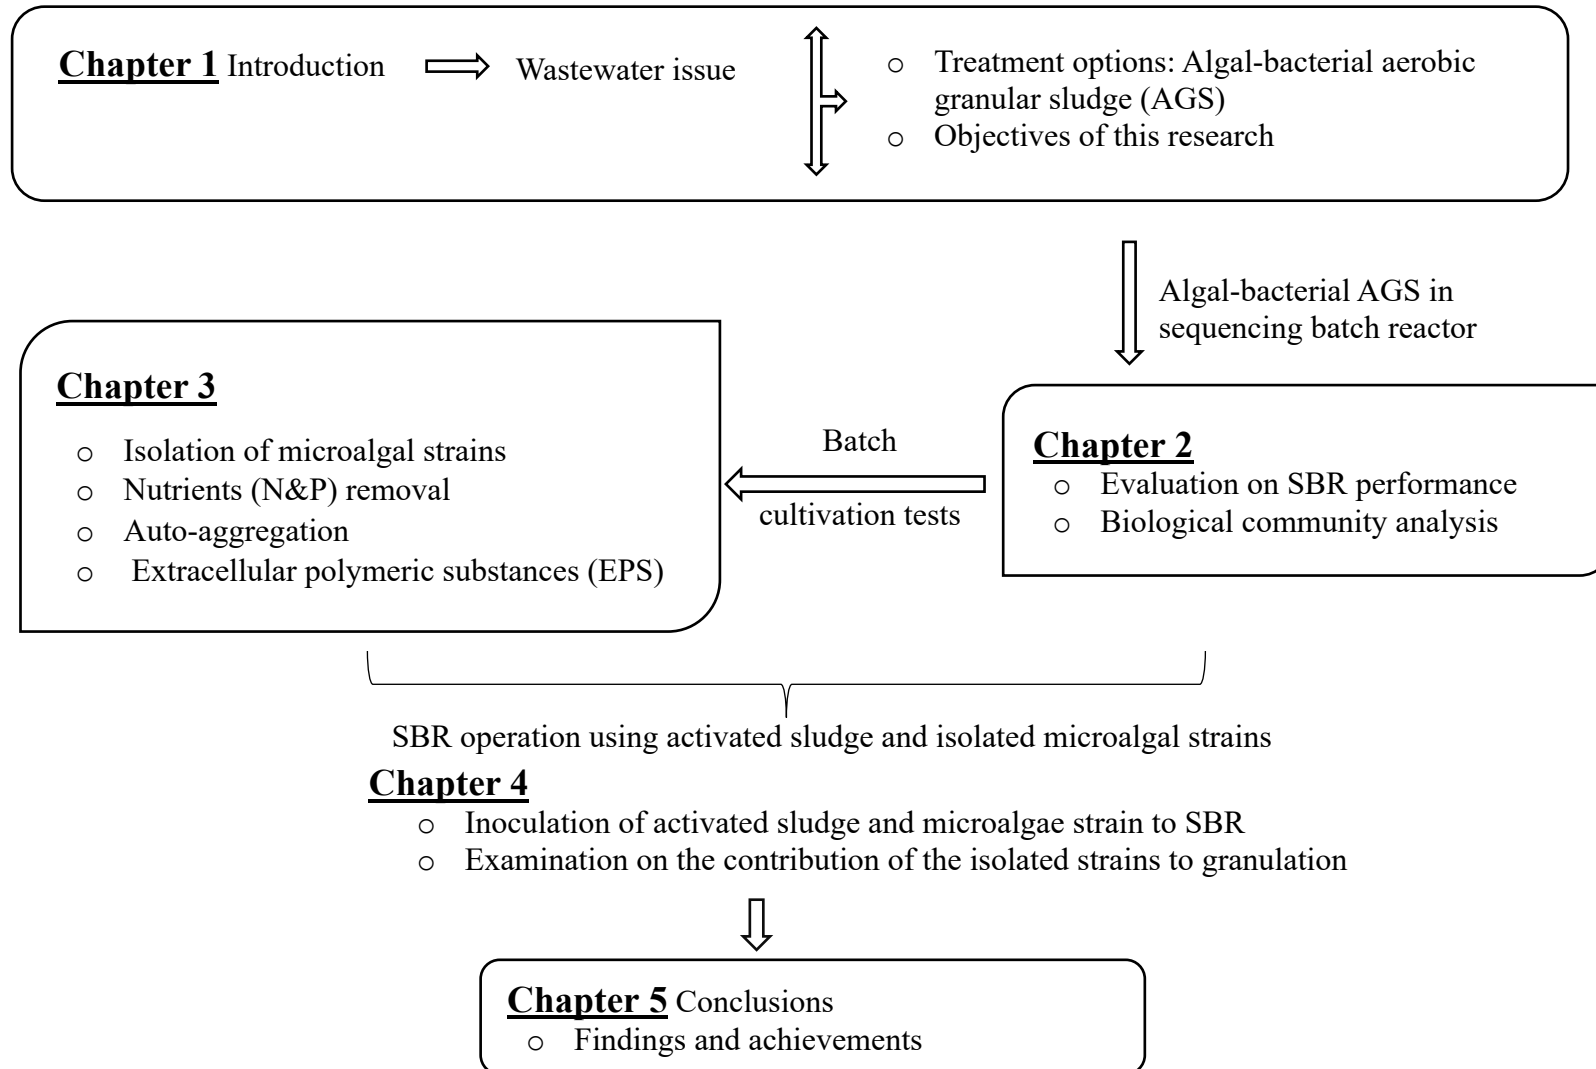 Chapter 1 Introduction
Wastewater issue
o Treatment options: Algal-bacterial aerobic
granular sludge (AGS)
o Objectives of this research
Algal-bacterial AGS in
sequencing batch reactor
Chapter 2
o Evaluation on SBR performance
o Biological community analysis
Batch
cultivation tests
Chapter 3
o Isolation of microalgal strains
o Nutrients (N&P) removal
o Auto-aggregation
o Extracellular polymeric substances (EPS)
SBR operation using activated sludge and isolated microalgal strains
Chapter 4
o Inoculation of activated sludge and microalgae strain to SBR
o Examination on the contribution of the isolated strains to granulation
Chapter 5 Conclusions
o Findings and achievements